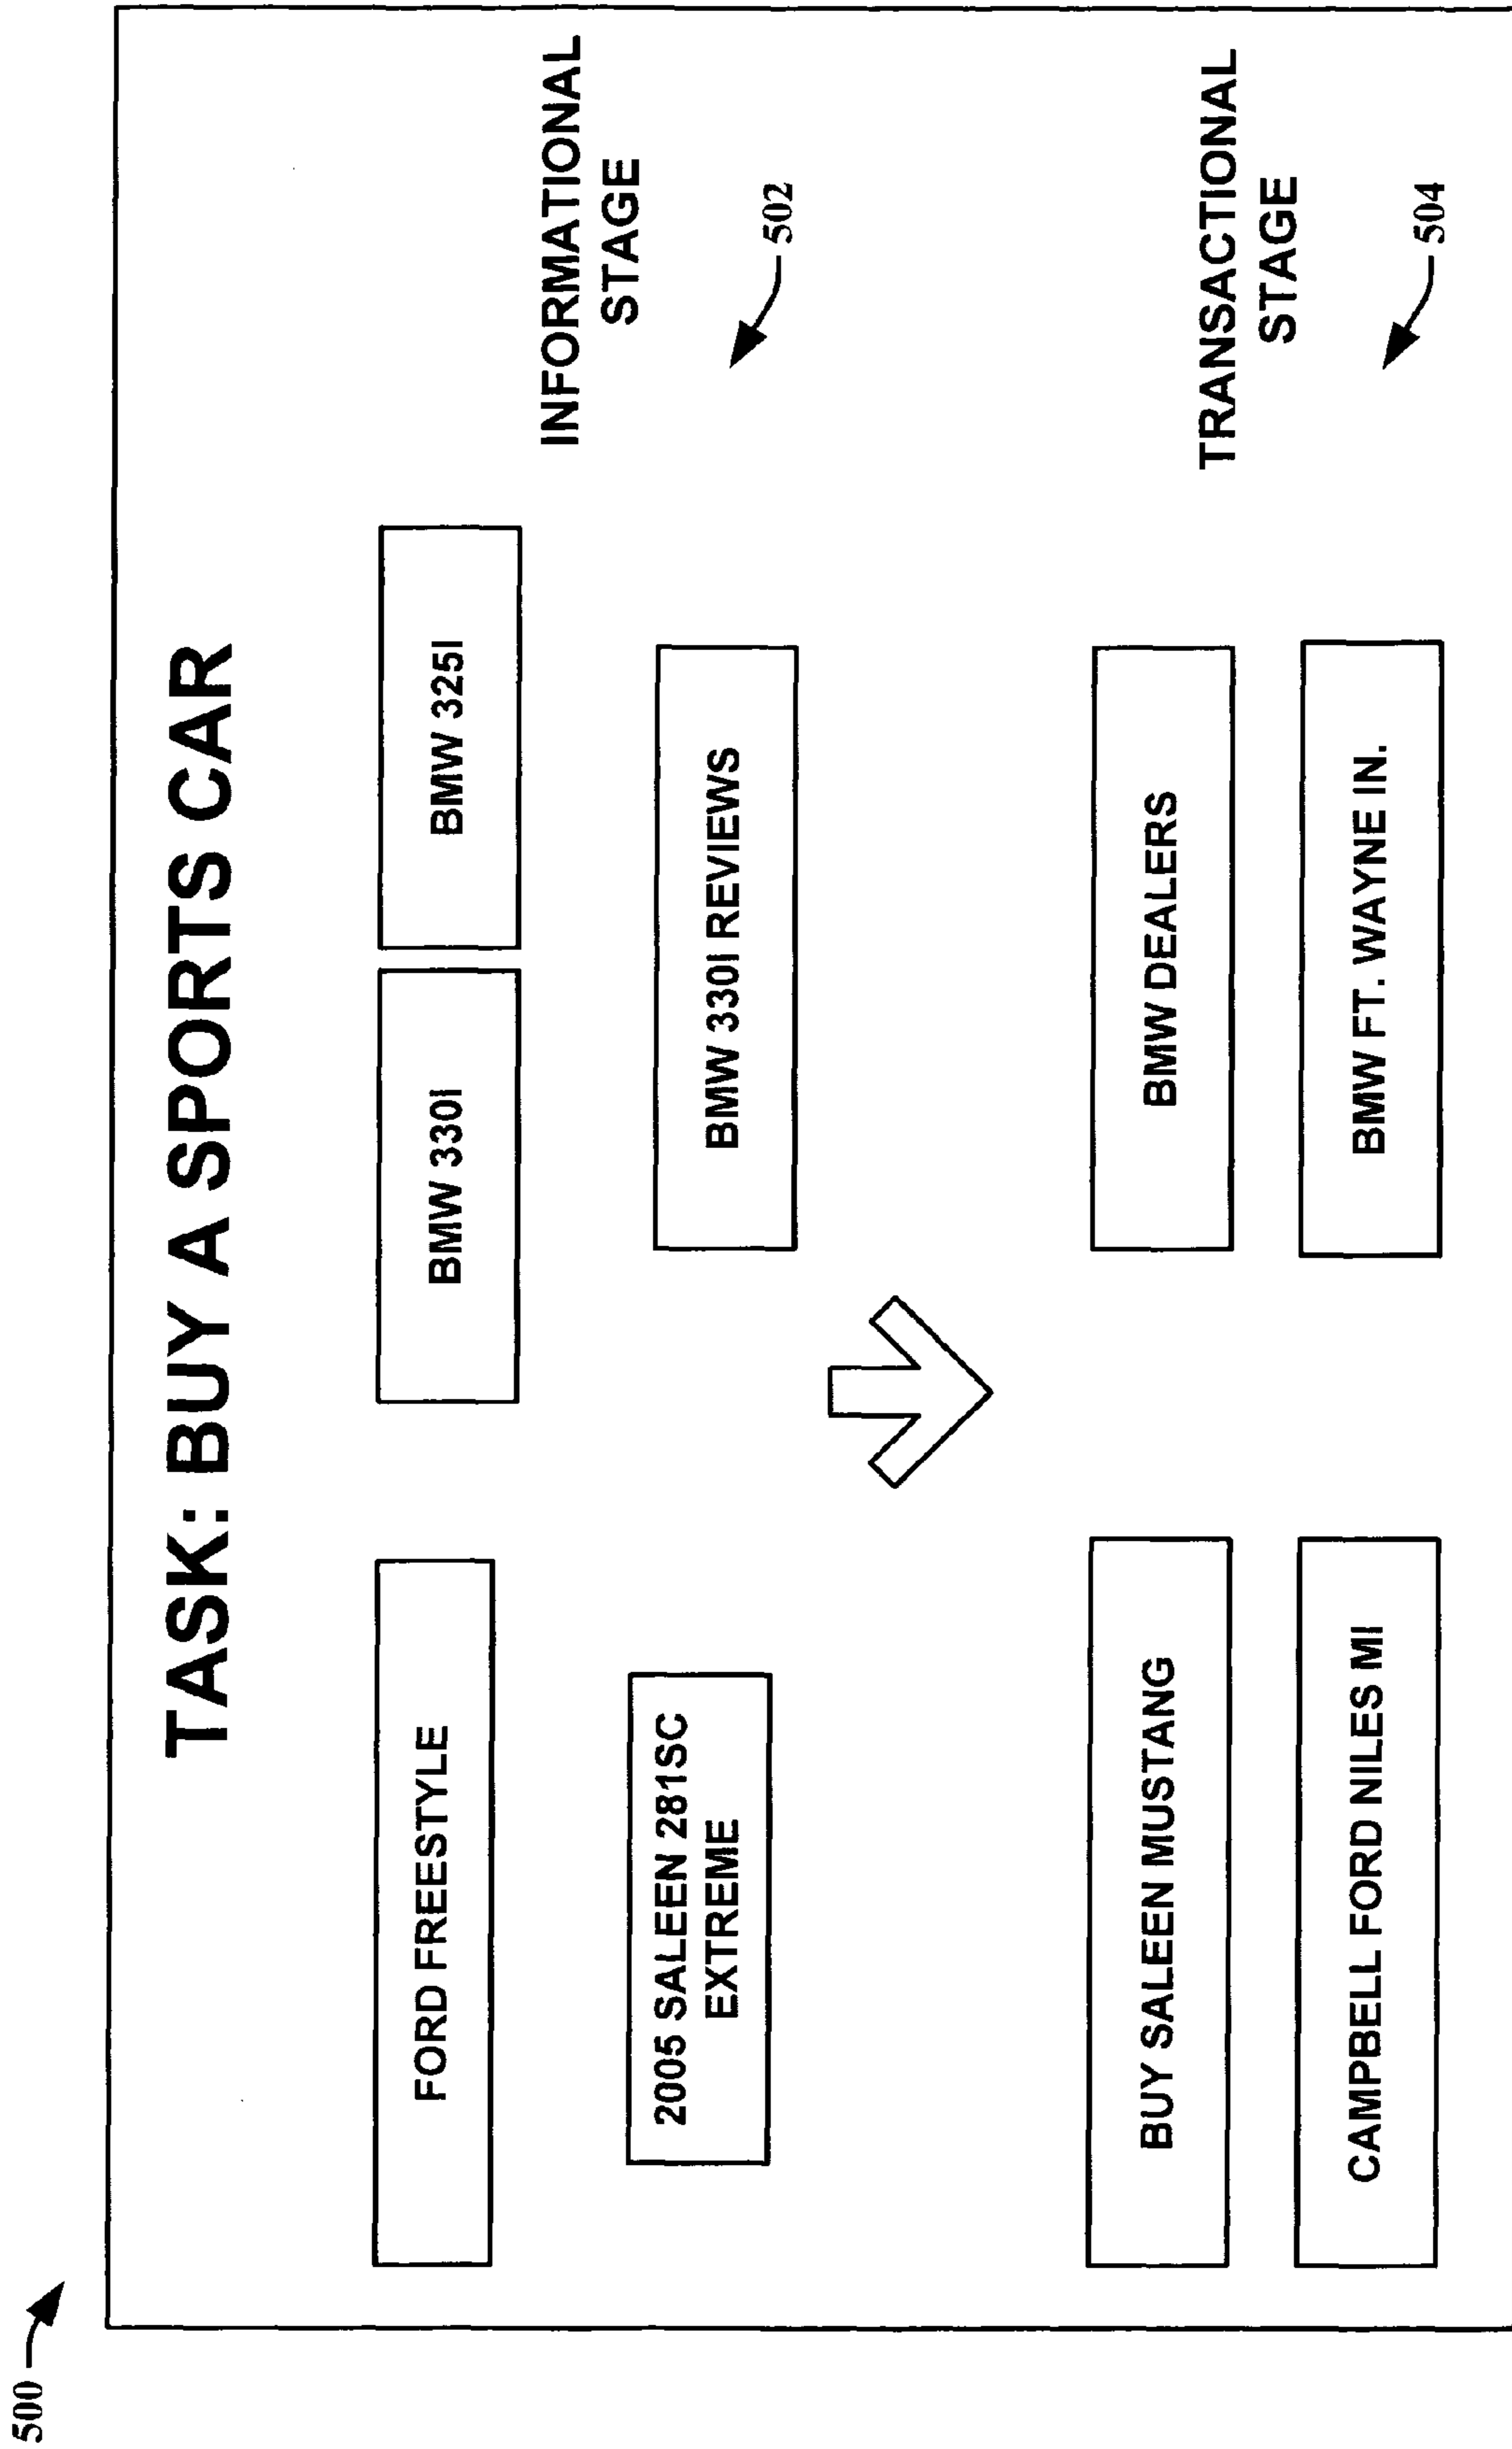 500
TASK: BUY A SPORTS CAR
FORD FREESTYLE
BMW 330I
BMW 325I
INFORMATIONAL
STAGE
2005 SALEEN 281SC
EXTREME
BMW 330I REVIEWS
502
BUY SALEEN MUSTANG
BMW DEALERS
TRANSACTIONAL
STAGE
CAMPBELL FORD NILES MI
BMW FT. WAYNE IN.
504